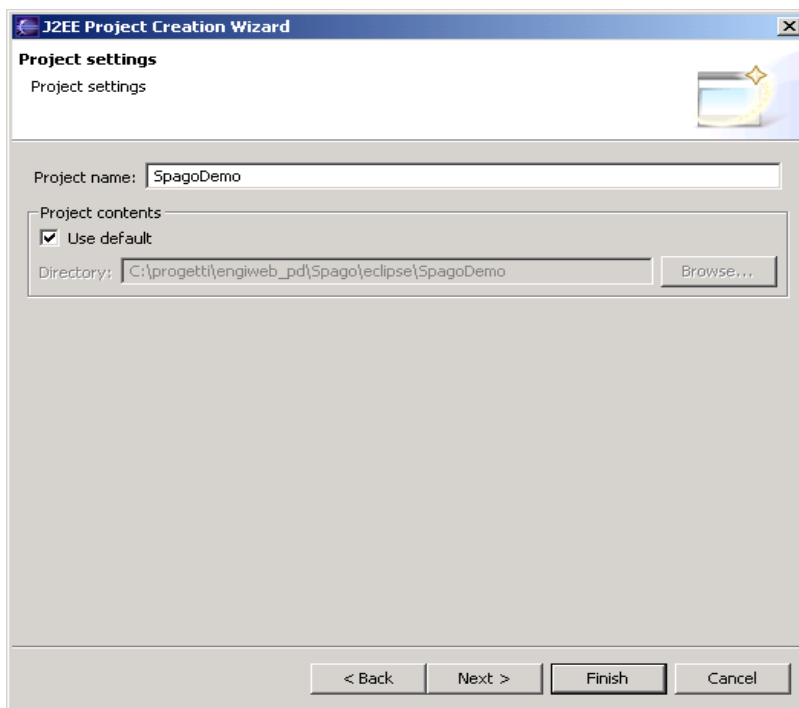 J2EE Project Creation Wizard
Project settings
Project settings
Project name: SpagoDemo
Project contents
Use default
Directory: C:\progetti\engiweb_pd\Spago\eclipse\SpagoDemo Browse...
< Back Next > Finish Cancel